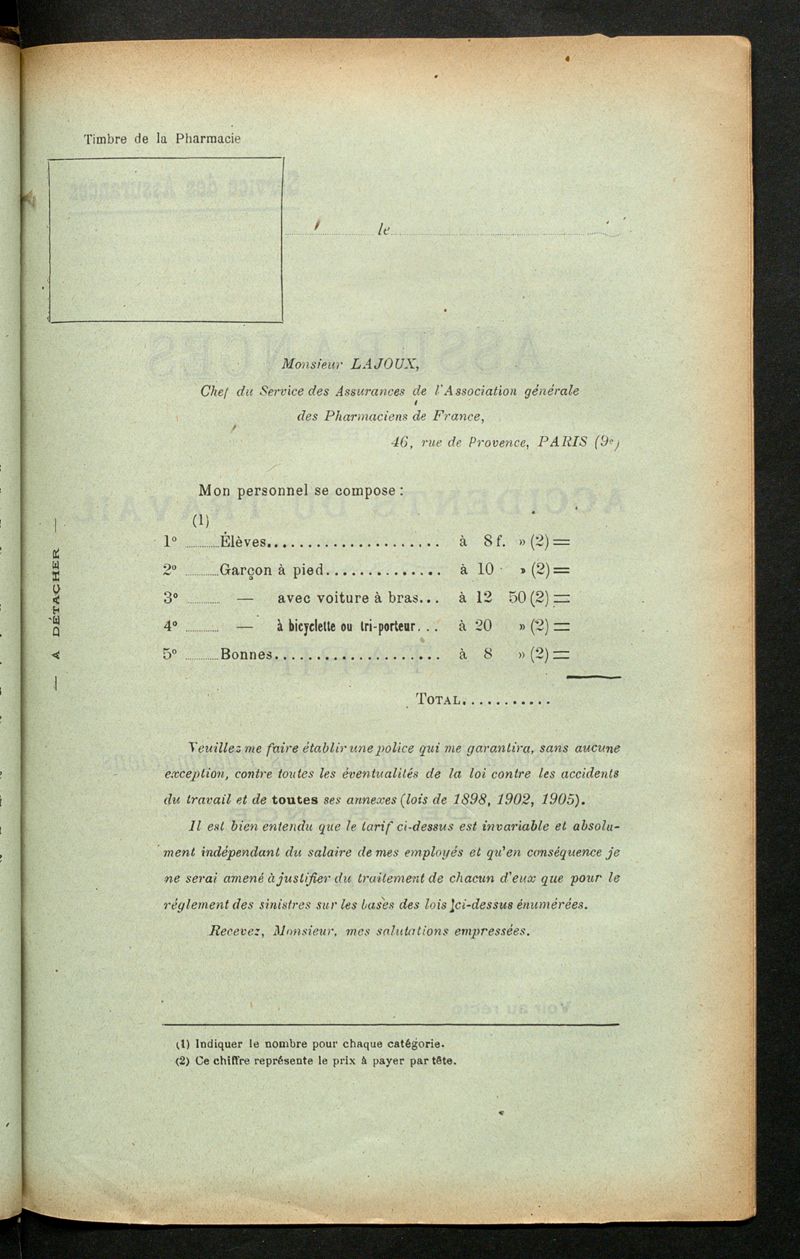 Timbre de la Pharmacie
le
Monsieur LAJOUX,
Chef du Service des Assurances de l'Association générale
des Pharmaciens de France,
46, rue de Provence, PARIS (9e)
Mon personnel se compose :
(1)
1° ............Élèves..................... à 8 f. » (2) =
2° ............Garçon à pied.............. à 10 » (2) =
3° ............ — avec voiture à bras... à 12 50 (2) =
4° ............ — à bicyclette ou tri-porteur... à 20 » (2) =
5° ............Bonnes..................... à 8 » (2) =
TOTAL...........
— A DÉTACHER —
Veuillez me faire établir une police qui me garantira, sans aucune
exception, contre toutes les éventualités de la loi contre les accidents
du travail et de toutes ses annexes (lois de 1898, 1902, 1905).
Il est bien entendu que le tarif ci-dessus est invariable et absolu-
ment indépendant du salaire de mes employés et qu'en conséquence je
ne serai amené à justifier du traitement de chacun d'eux que pour le
réglement des sinistres sur les bases des lois ci-dessus énumérées.
Recevez, Monsieur, mes salutations empressées.
(1) Indiquer le nombre pour chaque catégorie.
(2) Ce chiffre représente le prix à payer par tête.